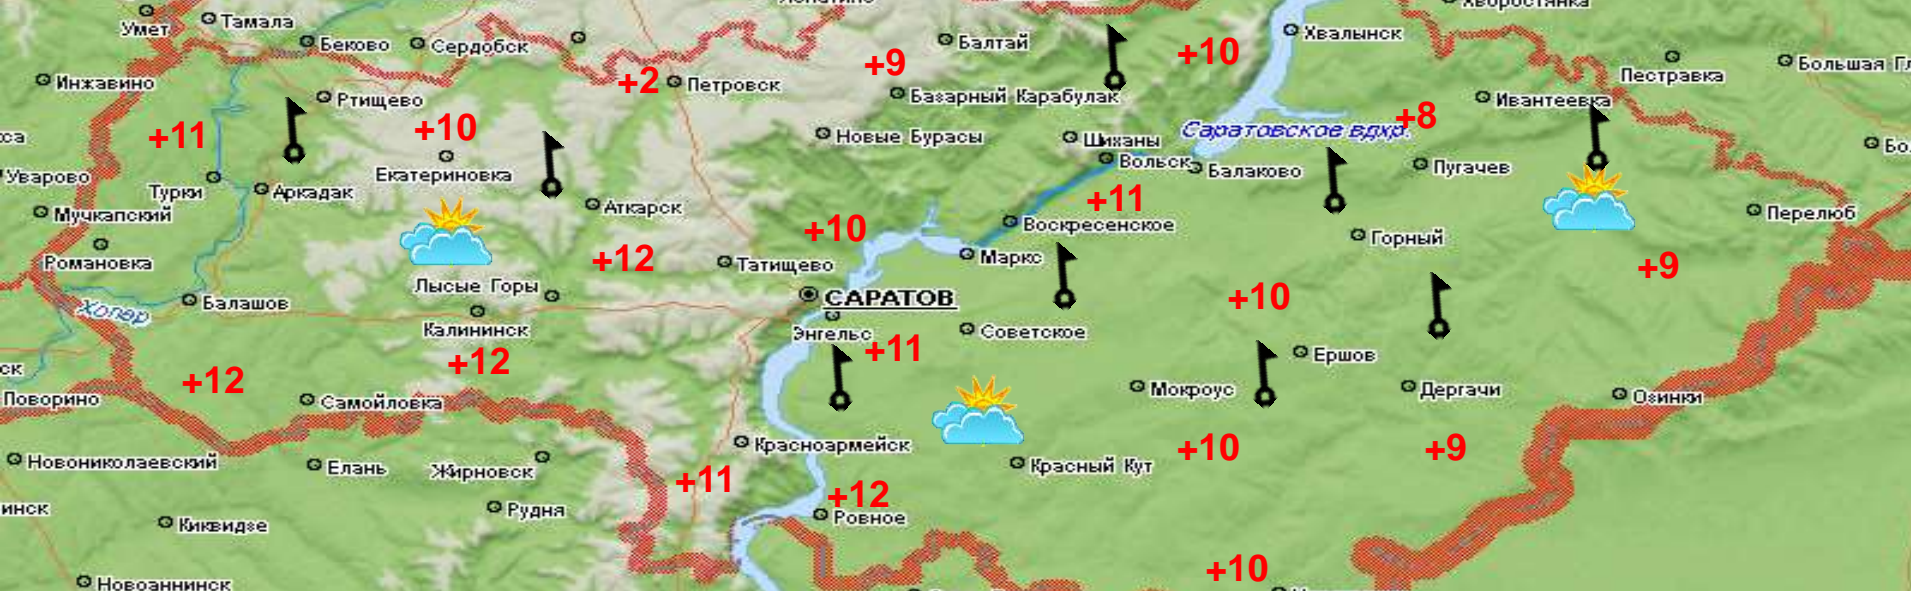 Умет
Тамала
Беково
Сердобск
Балтай
+10
Хвалынск
+9
+2
Петровск
Пестравка
Инжавино
Ртищево
Базарный Карабулак
Ивантеевка
+11
+10
Новые Бурасы
Шиханы
Саратовское вдхр.
+8
Уварово
Турки
Аркадак
Екатериновка
Вольск
Балаково
Пугачев
Мучкапский
Аткарск
+11
Перелюб
Романовка
+12
+10
Воскресенское
Горный
Татищево
Маркс
+9
Хопер
Балашов
Лысые Горы
САРАТОВ
+10
Калининск
Энгельс
Советское
+12
+12
+11
Ершов
Поворино
Самойловка
Мокроус
Дергачи
Озинки
Новониколаевский
Елань
Жирновск
Красноармейск
Красный Кут
+10
+9
+11
+12
Киквидзе
Рудня
Ровное
+10
Новоаннинск